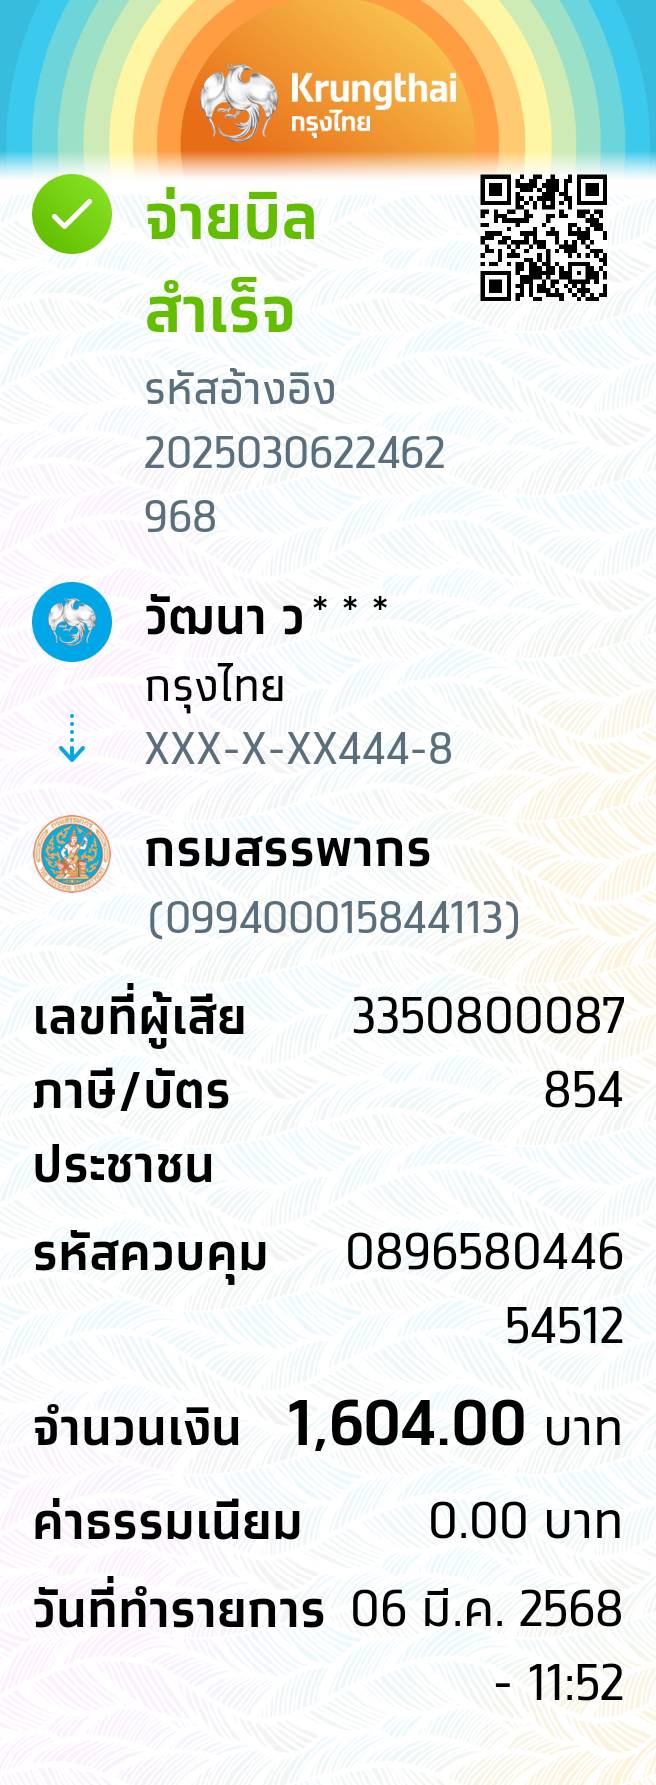 Krungthai
กรุงไทย
จ่ายบิล
สำเร็จ
รหัสอ้างอิง
2025030622462
968
วัฒนา ว***
กรุงไทย
XXX-X-XX444-8
กรมสรรพากร
(099400015844113)
เลขที่ผู้เสีย 3350800087
ภาษี/บัตร 854
ประชาชน
รหัสควบคุม 0896580446
54512
จำนวนเงิน 1,604.00 บาท
ค่าธรรมเนียม 0.00 บาท
วันที่ทำรายการ 06 มี.ค. 2568
- 11:52